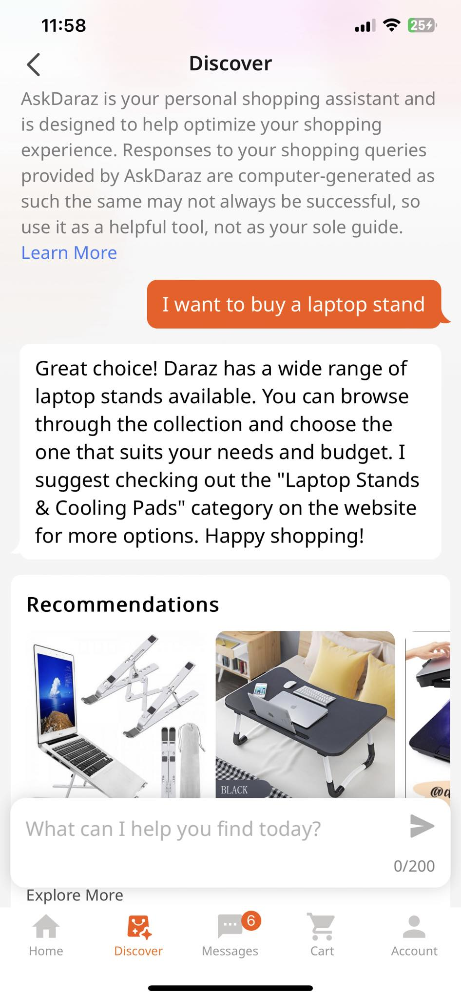 11:58
25
Discover
AskDaraz is your personal shopping assistant and
is designed to help optimize your shopping
experience. Responses to your shopping queries
provided by AskDaraz are computer-generated as
such the same may not always be successful, so
use it as a helpful tool, not as your sole guide.
Learn More
I want to buy a laptop stand
Great choice! Daraz has a wide range of
laptop stands available. You can browse
through the collection and choose the
one that suits your needs and budget. I
suggest checking out the "Laptop Stands
& Cooling Pads" category on the website
for more options. Happy shopping!
Recommendations
BLACK
@d
What can I help you find today?
0/200
Explore More
6
Home
Discover
Messages
Cart
Account